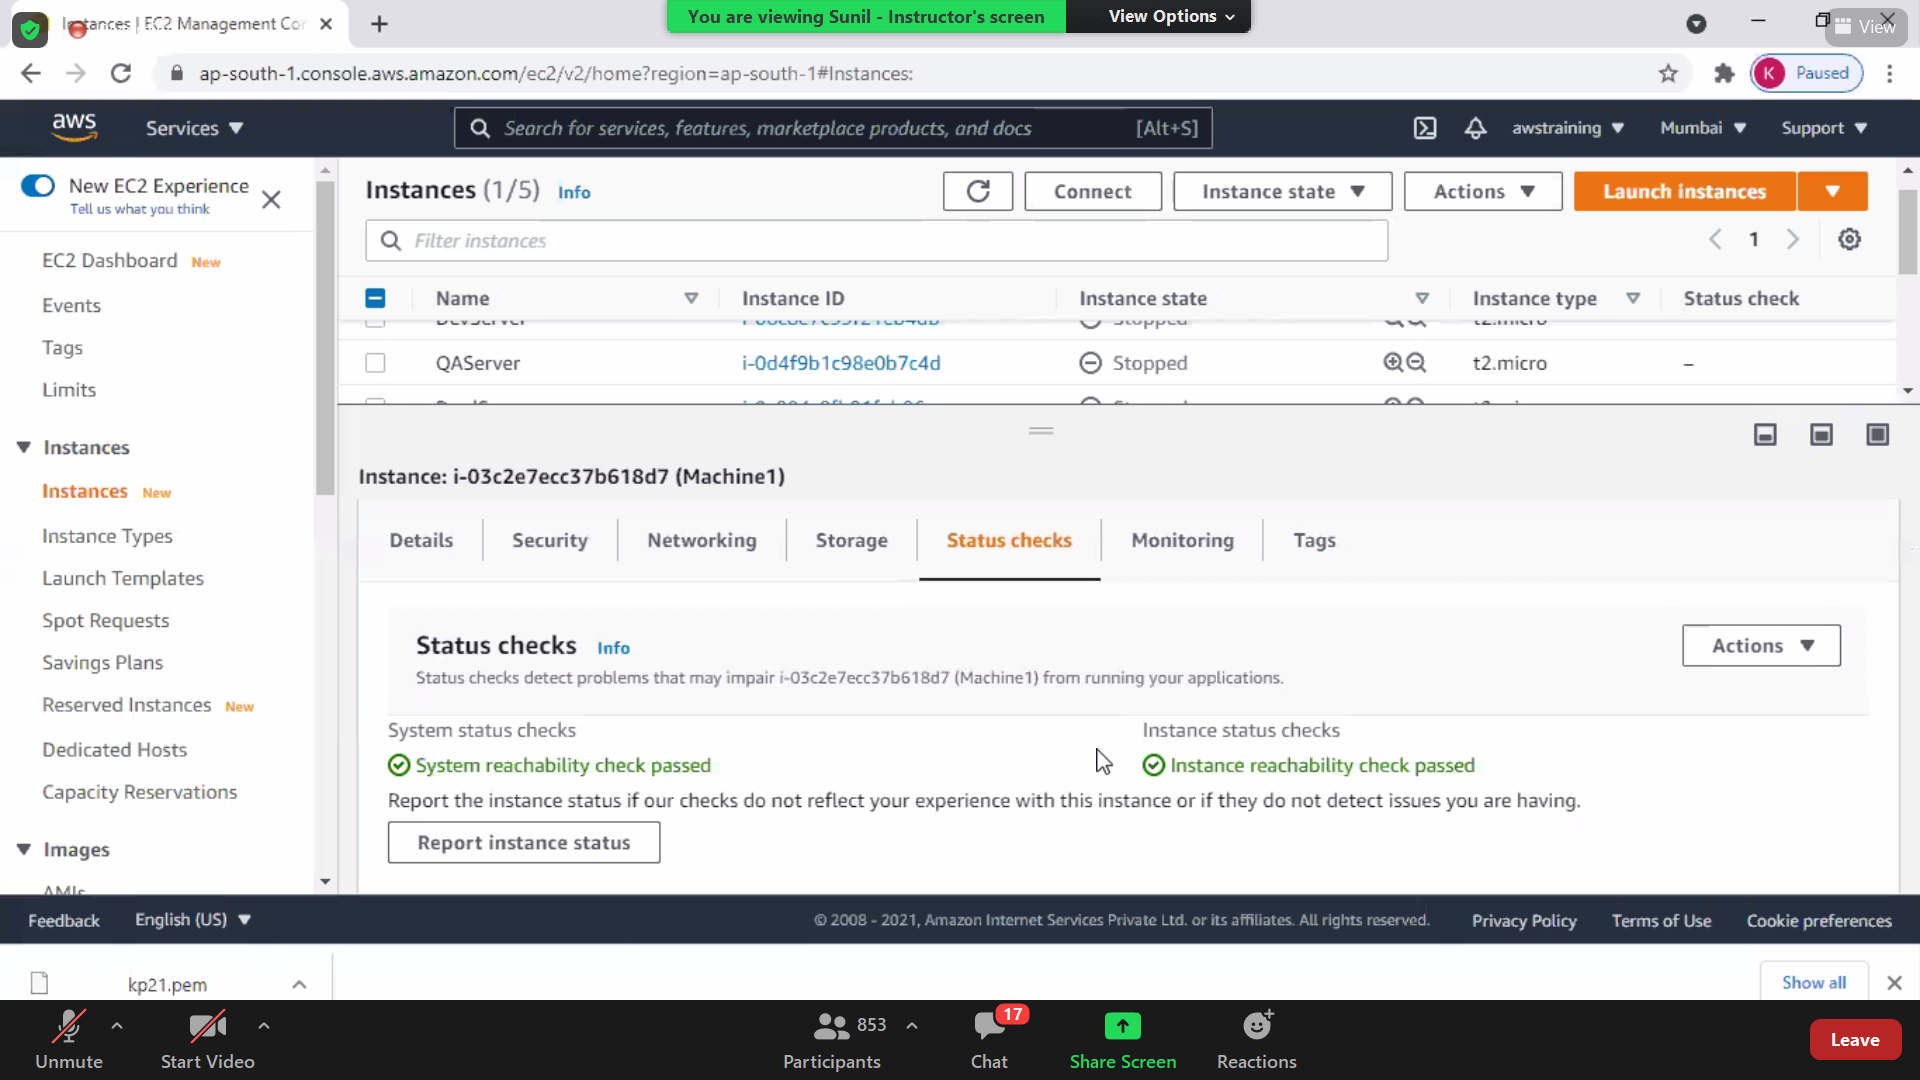 Instances | EC2 Management Cor
You are viewing Sunil - Instructor's screen
View Options
View
ap-south-1.console.aws.amazon.com/ec2/v2/home?region=ap-south-1#Instances:
K
Paused
aws
Services
Search for services, features, marketplace products, and docs
[Alt+S]
awstraining
Mumbai
Support
New EC2 Experience
Tell us what you think
EC2 Dashboard New
Events
Tags
Limits
Instances
Instances New
Instance Types
Launch Templates
Spot Requests
Savings Plans
Reserved Instances New
Dedicated Hosts
Capacity Reservations
Images
AMIs
Instances (1/5) Info
Connect
Instance state
Actions
Launch instances
Filter instances
1
Name
Instance ID
Instance state
Instance type
Status check
DevServer
Stopped
t2.micro
QAServer
i-0d4f9b1c98e0b7c4d
Stopped
t2.micro
–
Instance: i-03c2e7ecc37b618d7 (Machine1)
Details
Security
Networking
Storage
Status checks
Monitoring
Tags
Status checks Info
Actions
Status checks detect problems that may impair i-03c2e7ecc37b618d7 (Machine1) from running your applications.
System status checks
Instance status checks
System reachability check passed
Instance reachability check passed
Report the instance status if our checks do not reflect your experience with this instance or if they do not detect issues you are having.
Report instance status
Feedback
English (US)
© 2008 - 2021, Amazon Internet Services Private Ltd. or its affiliates. All rights reserved.
Privacy Policy
Terms of Use
Cookie preferences
kp21.pem
Show all
Unmute
Start Video
853
Participants
17
Chat
Share Screen
Reactions
Leave